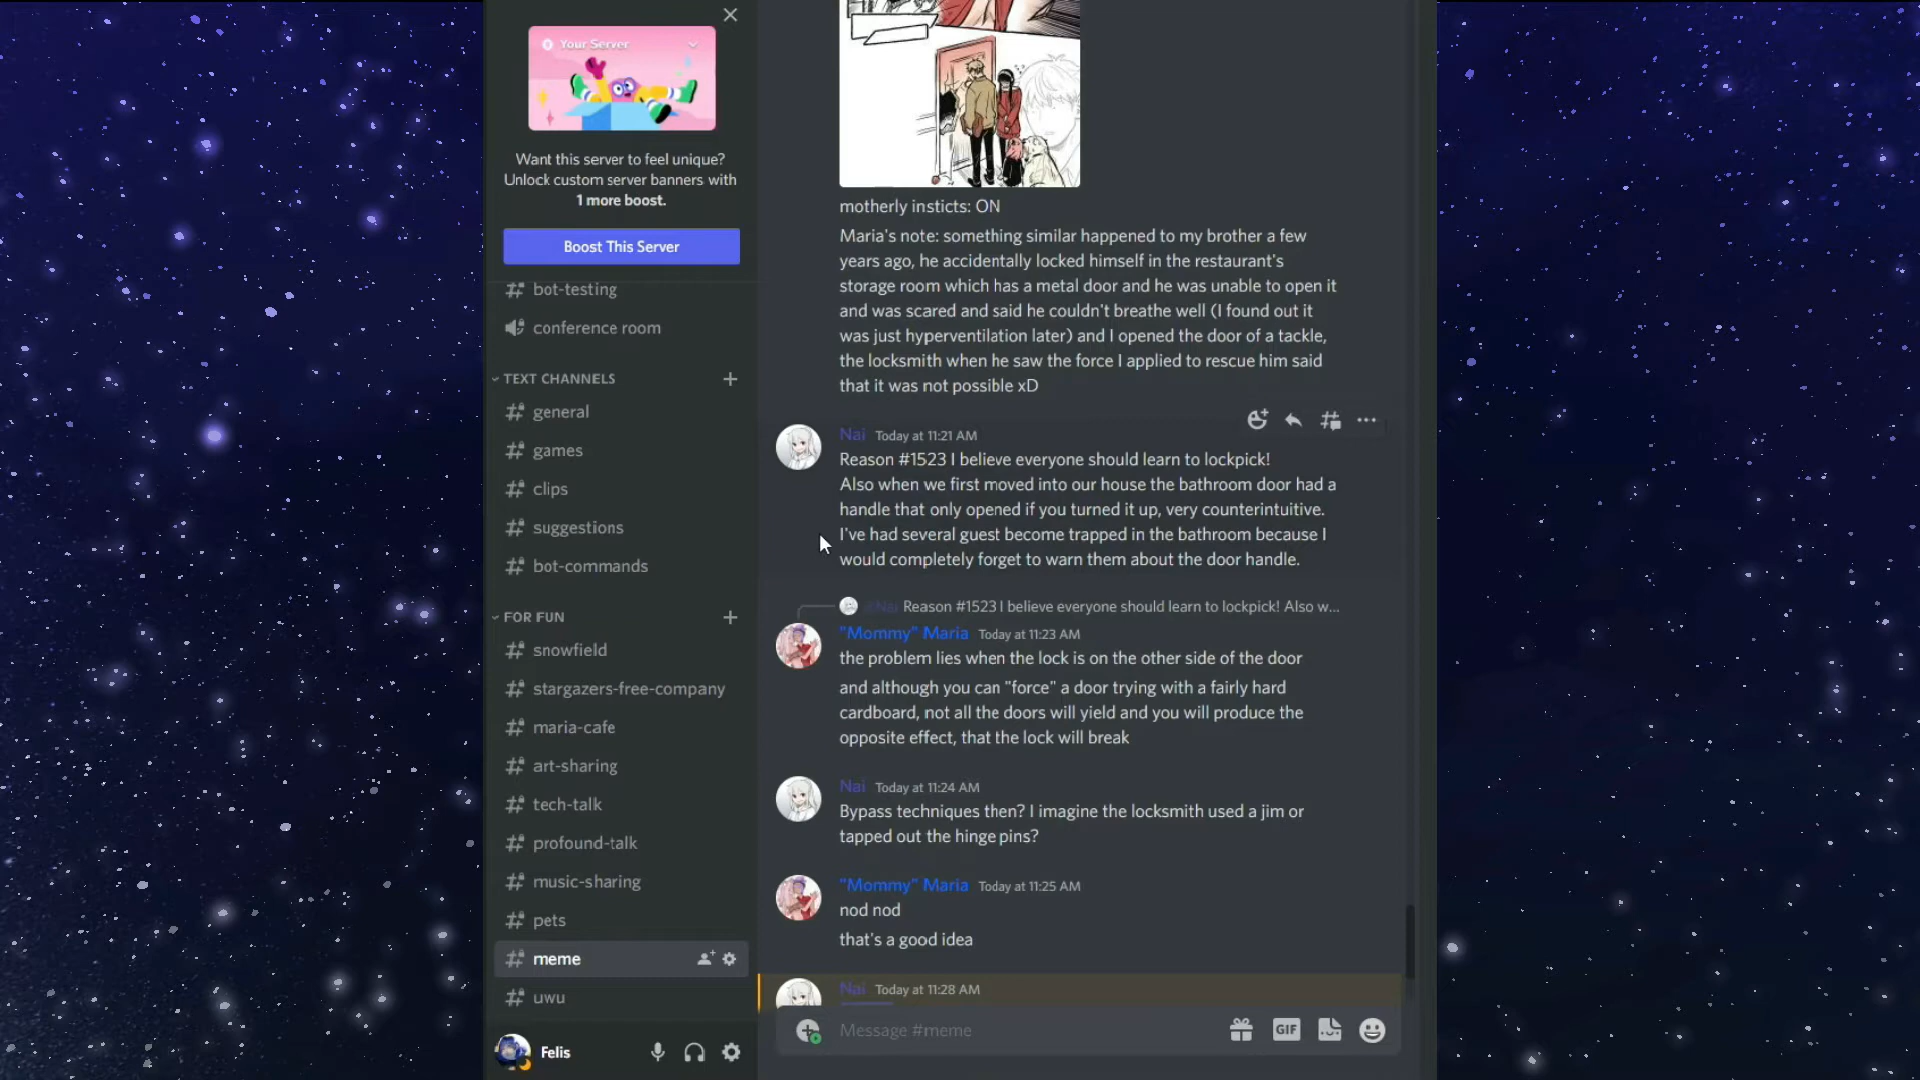 Your Server
Want this server to feel unique?
Unlock custom server banners with
1 more boost.
Boost This Server
bot-testing
conference room
TEXT CHANNELS
general
games
clips
suggestions
bot-commands
FOR FUN
snowfield
stargazers-free-company
maria-cafe
art-sharing
tech-talk
profound-talk
music-sharing
pets
meme
uwu
Felis
motherly insticts: ON
Maria's note: something similar happened to my brother a few
years ago, he accidentally locked himself in the restaurant's
storage room which has a metal door and he was unable to open it
and was scared and said he couldn't breathe well (I found out it
was just hyperventilation later) and I opened the door of a tackle,
the locksmith when he saw the force I applied to rescue him said
that it was not possible xD
Nai Today at 11:21 AM
Reason #1523 I believe everyone should learn to lockpick!
Also when we first moved into our house the bathroom door had a
handle that only opened if you turned it up, very counterintuitive.
I've had several guest become trapped in the bathroom because I
would completely forget to warn them about the door handle.
@Nai Reason #1523 I believe everyone should learn to lockpick! Also w...
"Mommy" Maria Today at 11:23 AM
the problem lies when the lock is on the other side of the door
and although you can "force" a door trying with a fairly hard
cardboard, not all the doors will yield and you will produce the
opposite effect, that the lock will break
Nai Today at 11:24 AM
Bypass techniques then? I imagine the locksmith used a jim or
tapped out the hinge pins?
"Mommy" Maria Today at 11:25 AM
nod nod
that's a good idea
Nai Today at 11:28 AM
Message #meme
GIF